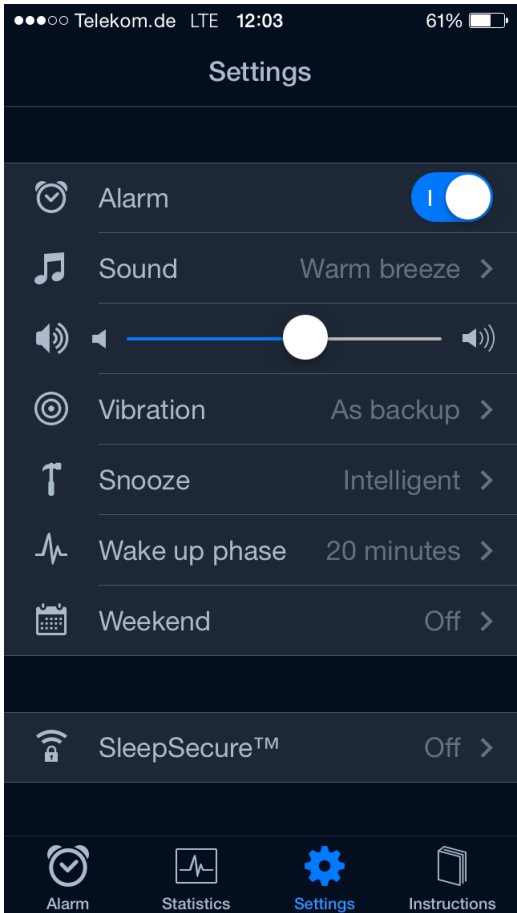 Telekom.de LTE 12:03 61%
Settings
Alarm
Sound Warm breeze
Vibration As backup
Snooze Intelligent
Wake up phase 20 minutes
Weekend Off
SleepSecure™ Off
Alarm Statistics Settings Instructions